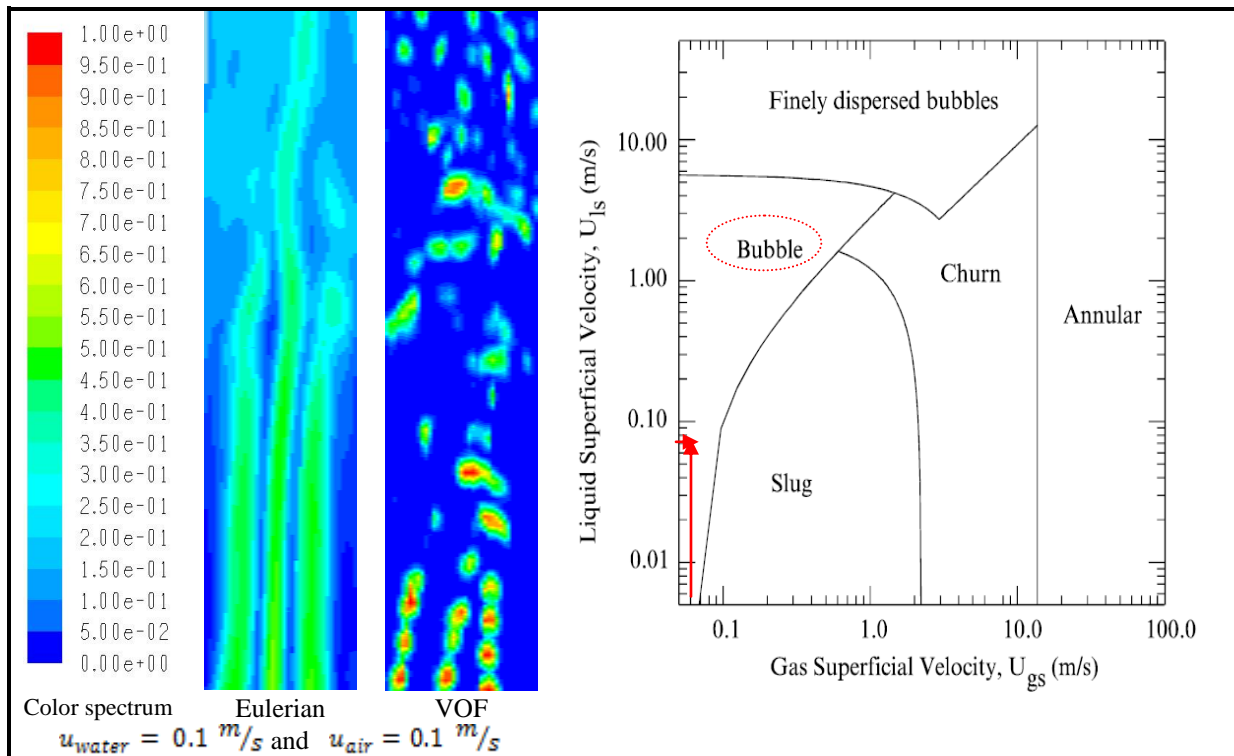 1.00e+00
9.50e-01
9.00e-01
8.50e-01
8.00e-01
7.50e-01
7.00e-01
6.50e-01
6.00e-01
5.50e-01
5.00e-01
4.50e-01
4.00e-01
3.50e-01
3.00e-01
2.50e-01
2.00e-01
1.50e-01
1.00e-01
5.00e-02
0.00e+00
Color spectrum
Eulerian
VOF
u_water = 0.1 m/s and u_air = 0.1 m/s
Liquid Superficial Velocity, U_ls (m/s)
10.00
1.00
0.10
0.01
Finely dispersed bubbles
Bubble
Churn
Annular
Slug
0.1
1.0
10.0
100.0
Gas Superficial Velocity, U_gs (m/s)